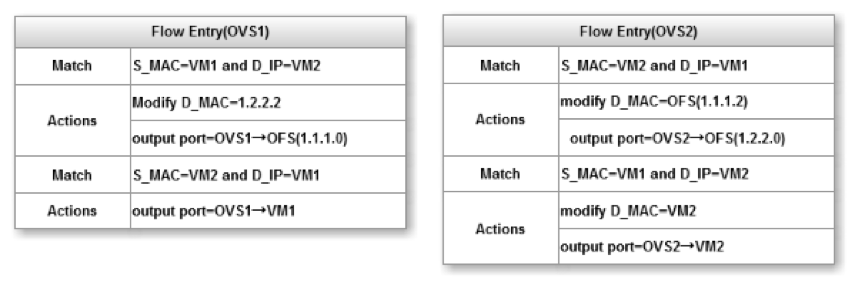 Flow Entry(OVS1)
Match S_MAC=VM1 and D_IP=VM2
Actions Modify D_MAC=1.2.2.2
output port=OVS1→OFS(1.1.1.0)
Match S_MAC=VM2 and D_IP=VM1
Actions output port=OVS1→VM1
Flow Entry(OVS2)
Match S_MAC=VM2 and D_IP=VM1
Actions modify D_MAC=OFS(1.1.1.2)
output port=OVS2→OFS(1.2.2.0)
Match S_MAC=VM1 and D_IP=VM2
Actions modify D_MAC=VM2
output port=OVS2→VM2